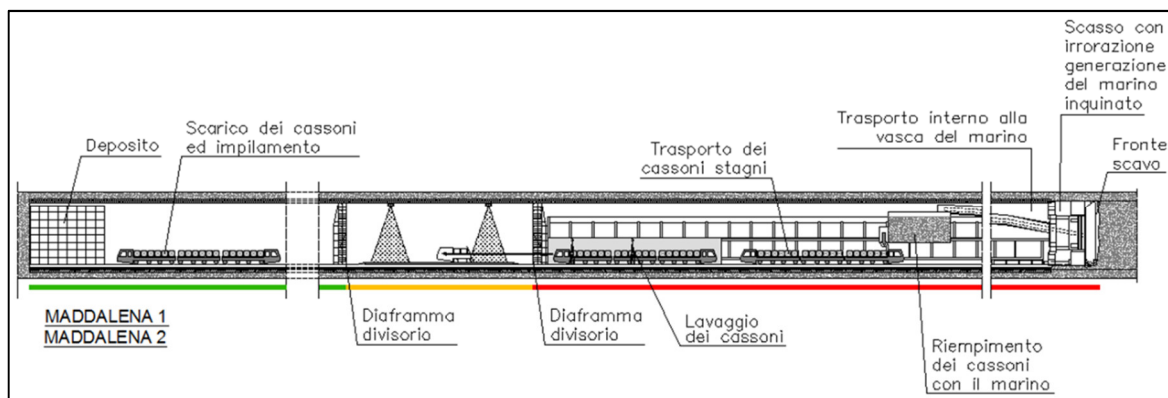 Deposito
Scarico dei cassoni
ed impilamento
Trasporto dei
cassoni stagni
Trasporto interno alla
vasca del marino
Scasso con
irrorazione
generazione
del marino
inquinato
Fronte
scavo
MADDALENA 1
MADDALENA 2
Diaframma
divisorio
Diaframma
divisorio
Lavaggio
dei cassoni
Riempimento
dei cassoni
con il marino